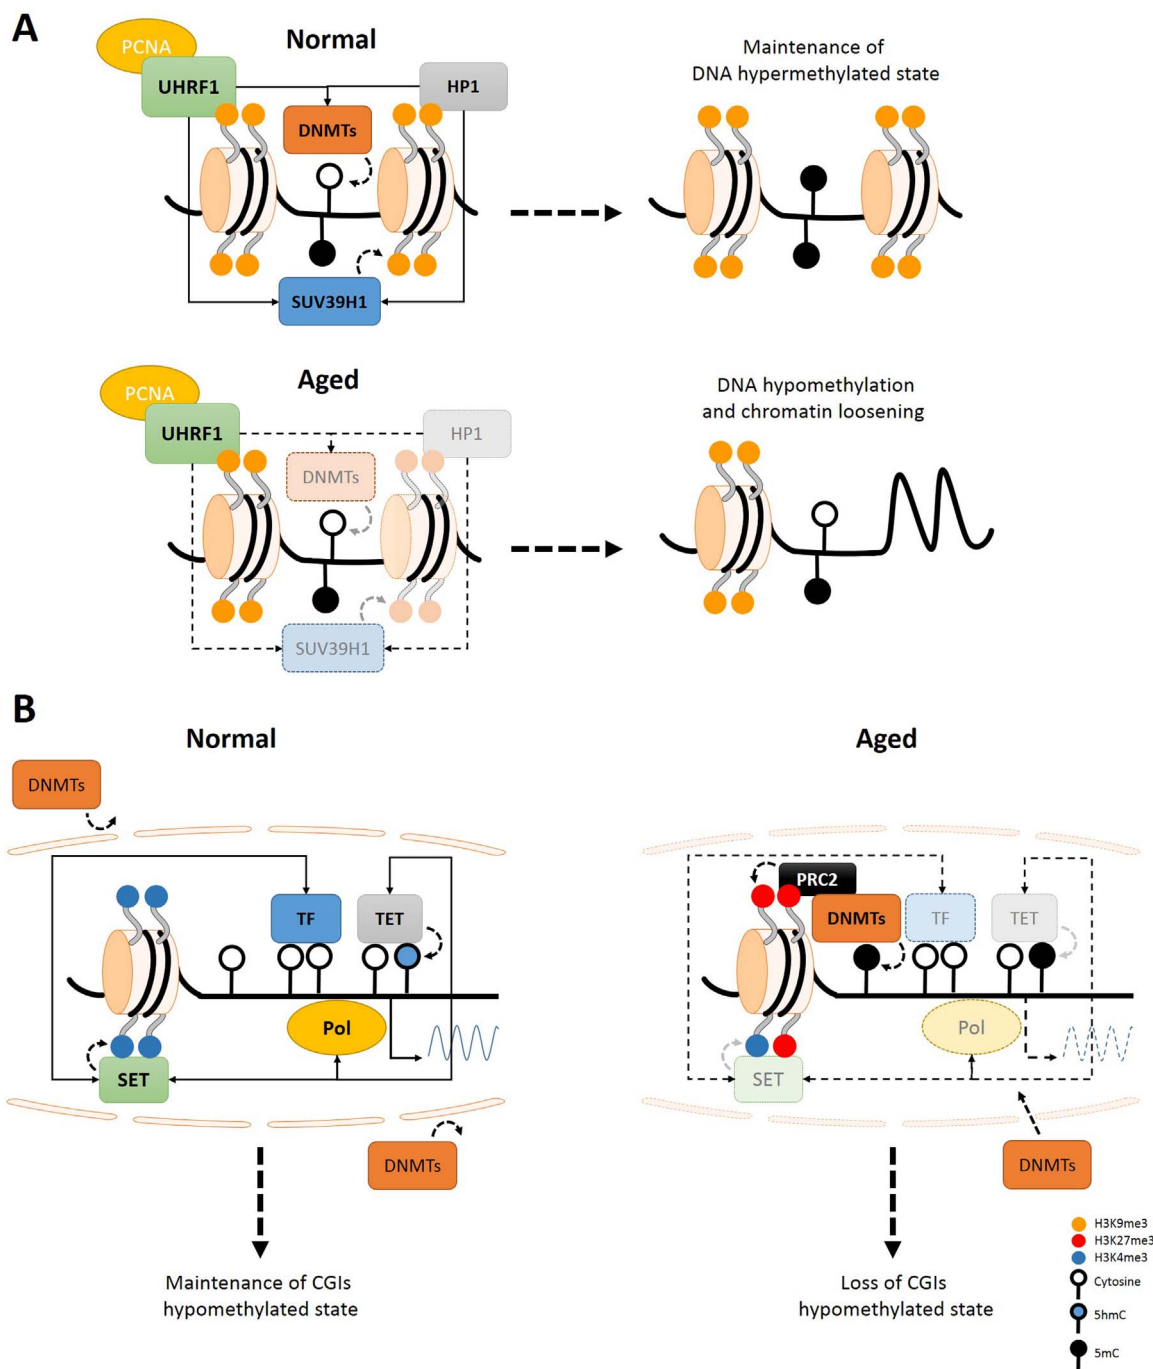 A
Normal
PCNA
UHRF1
HP1
DNMTs
SUV39H1
Maintenance of
DNA hypermethylated state
Aged
PCNA
UHRF1
HP1
DNMTs
SUV39H1
DNA hypomethylation
and chromatin loosening
B
Normal
DNMTs
TF
TET
Pol
SET
DNMTs
Maintenance of CGIs
hypomethylated state
Aged
PRC2
DNMTs
TF
TET
Pol
SET
DNMTs
Loss of CGIs
hypomethylated state
H3K9me3
H3K27me3
H3K4me3
Cytosine
5hmC
5mC